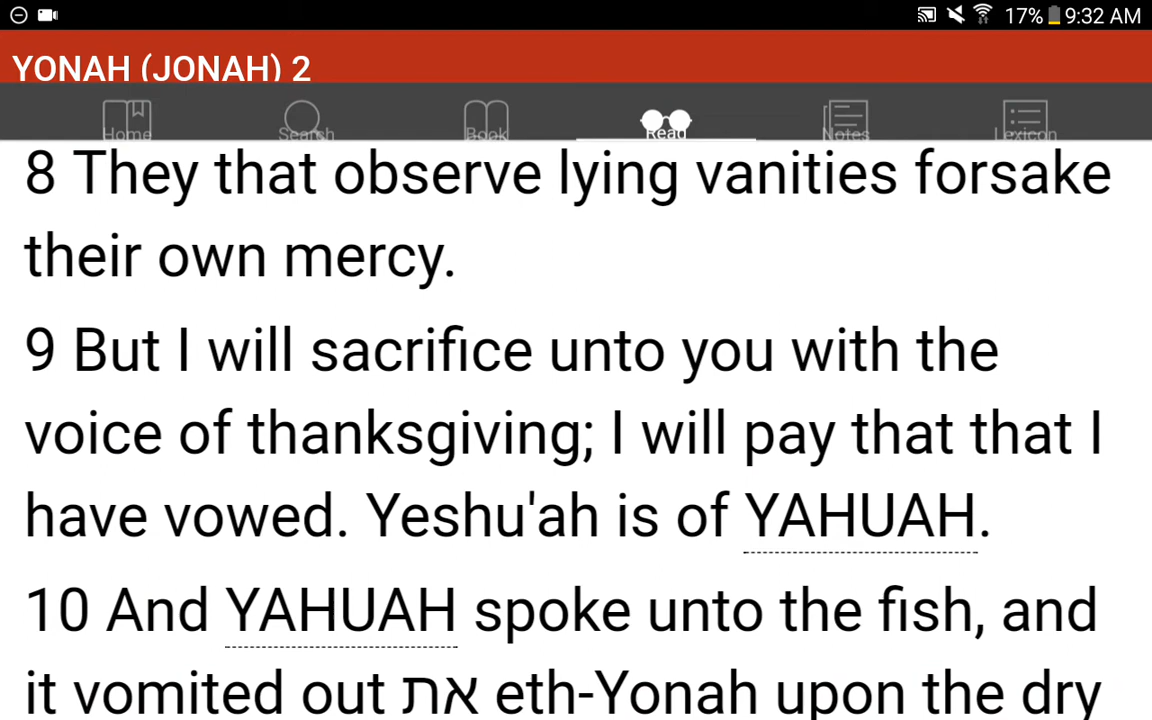 17% 9:32 AM
YONAH (JONAH) 2
Home Search Book Read Notes Lexicon
8 They that observe lying vanities forsake
their own mercy.
9 But I will sacrifice unto you with the
voice of thanksgiving; I will pay that that I
have vowed. Yeshu'ah is of YAHUAH.
10 And YAHUAH spoke unto the fish, and
it vomited out את eth-Yonah upon the dry